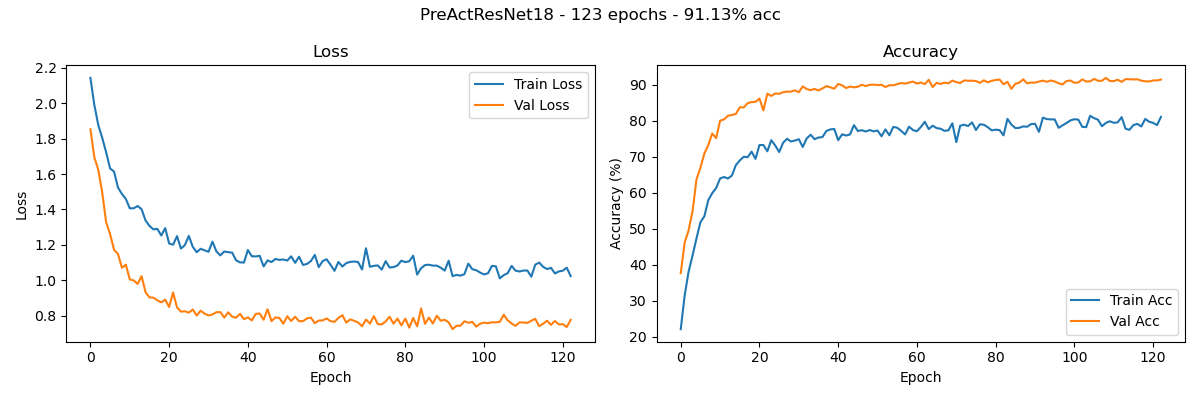 PreActResNet18 - 123 epochs - 91.13% acc
Loss
2.2
2.0
1.8
1.6
1.4
1.2
1.0
0.8
Loss
Train Loss
Val Loss
0 20 40 60 80 100 120
Epoch
Accuracy
90
80
70
60
50
40
30
20
Accuracy (%)
Train Acc
Val Acc
0 20 40 60 80 100 120
Epoch